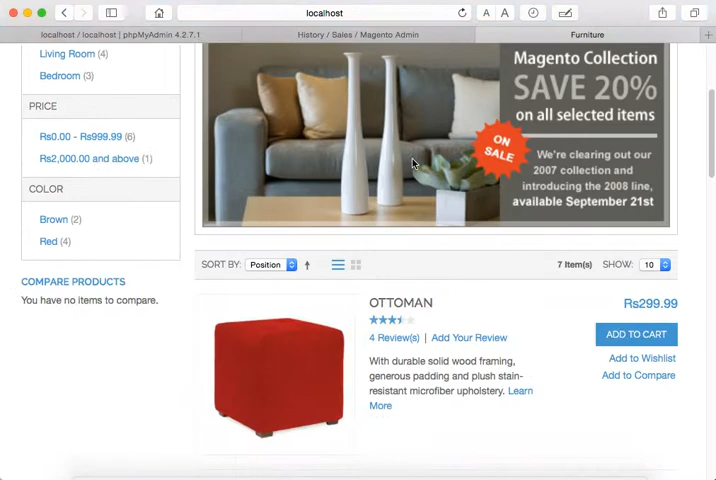 localhost
A A
localhost / localhost | phpMyAdmin 4.2.7.1
History / Sales / Magento Admin
Furniture
Living Room (4)
Bedroom (3)
PRICE
Rs0.00 - Rs999.99 (6)
Rs2,000.00 and above (1)
COLOR
Brown (2)
Red (4)
COMPARE PRODUCTS
You have no items to compare.
Magento Collection
SAVE 20%
on all selected items
ON
SALE
We're clearing out our
2007 collection and
introducing the 2008 line,
available September 21st
SORT BY: Position
7 Item(s) SHOW: 10
OTTOMAN
Rs299.99
4 Review(s) | Add Your Review
ADD TO CART
With durable solid wood framing,
generous padding and plush stain-
resistant microfiber upholstery. Learn
More
Add to Wishlist
Add to Compare